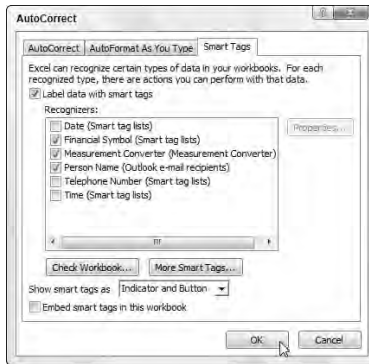 AutoCorrect
AutoCorrect AutoFormat As You Type Smart Tags
Excel can recognize certain types of data in your workbooks. For each
recognized type, there are actions you can perform with that data.
Label data with smart tags
Recognizers:
Date (Smart tag lists)
Financial Symbol (Smart tag lists)
Measurement Converter (Measurement Converter)
Person Name (Outlook e-mail recipients)
Telephone Number (Smart tag lists)
Time (Smart tag lists)
Properties...
Check Workbook... More Smart Tags...
Show smart tags as Indicator and Button
Embed smart tags in this workbook
OK Cancel